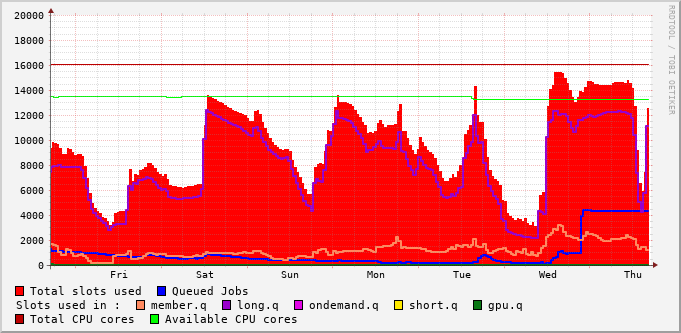 20000
18000
16000
14000
12000
10000
8000
6000
4000
2000
0
Fri Sat Sun Mon Tue Wed Thu
RRDTOOL / TOBI OETIKER
Total slots used Queued Jobs
Slots used in : member.q long.q ondemand.q short.q gpu.q
Total CPU cores Available CPU cores